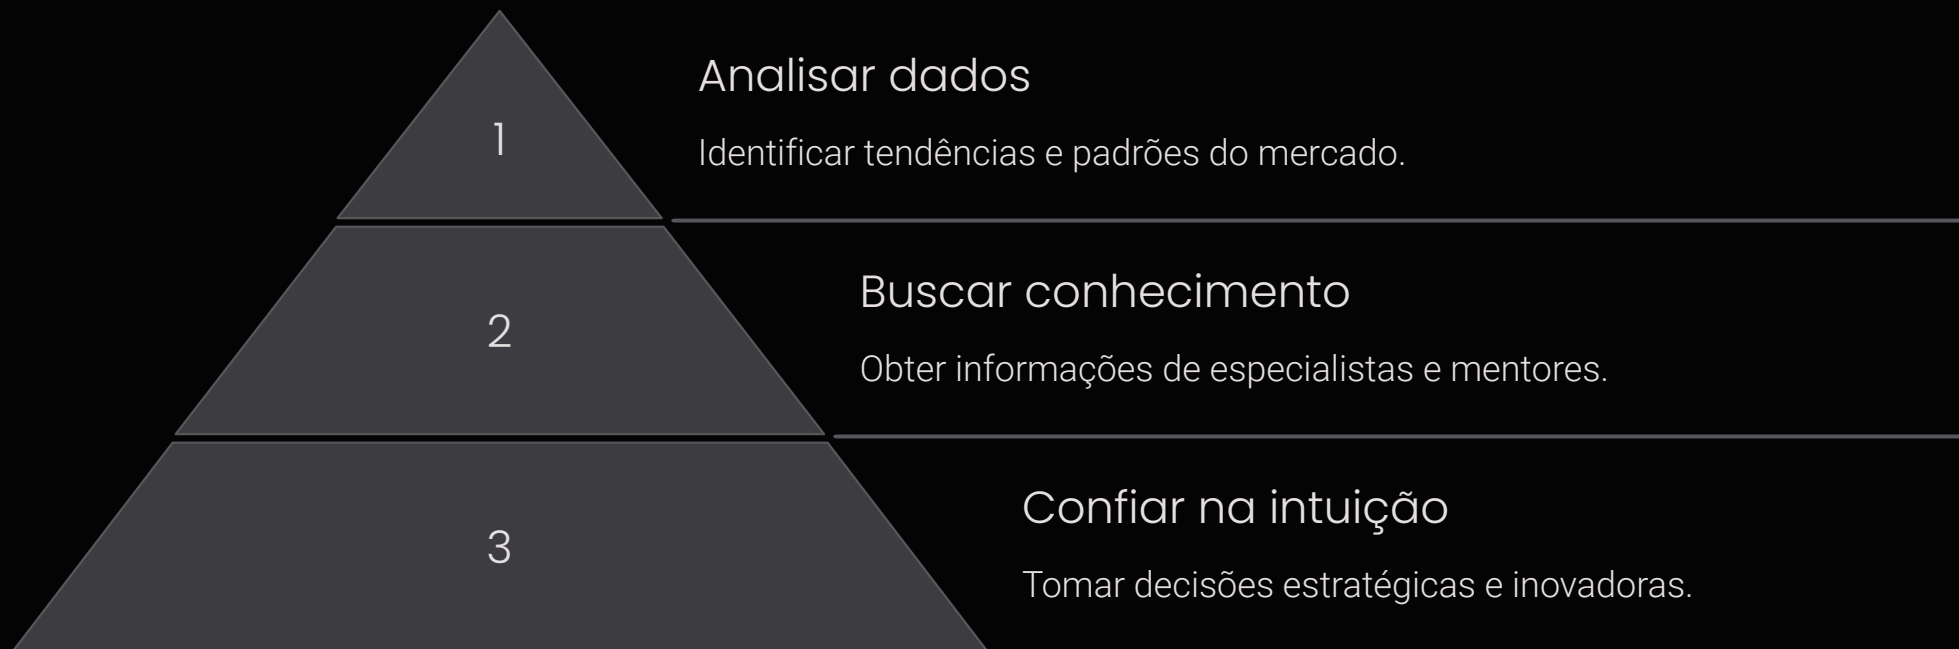 1
Analisar dados
Identificar tendências e padrões do mercado.
2
Buscar conhecimento
Obter informações de especialistas e mentores.
3
Confiar na intuição
Tomar decisões estratégicas e inovadoras.